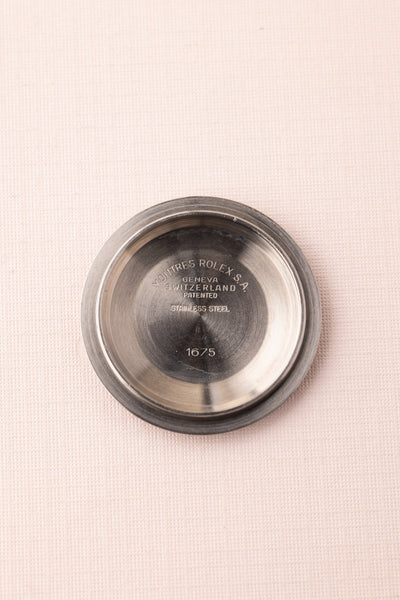 MONTRES ROLEX S.A.
GENEVA
SWITZERLAND
PATENTED
STAINLESS STEEL
1675